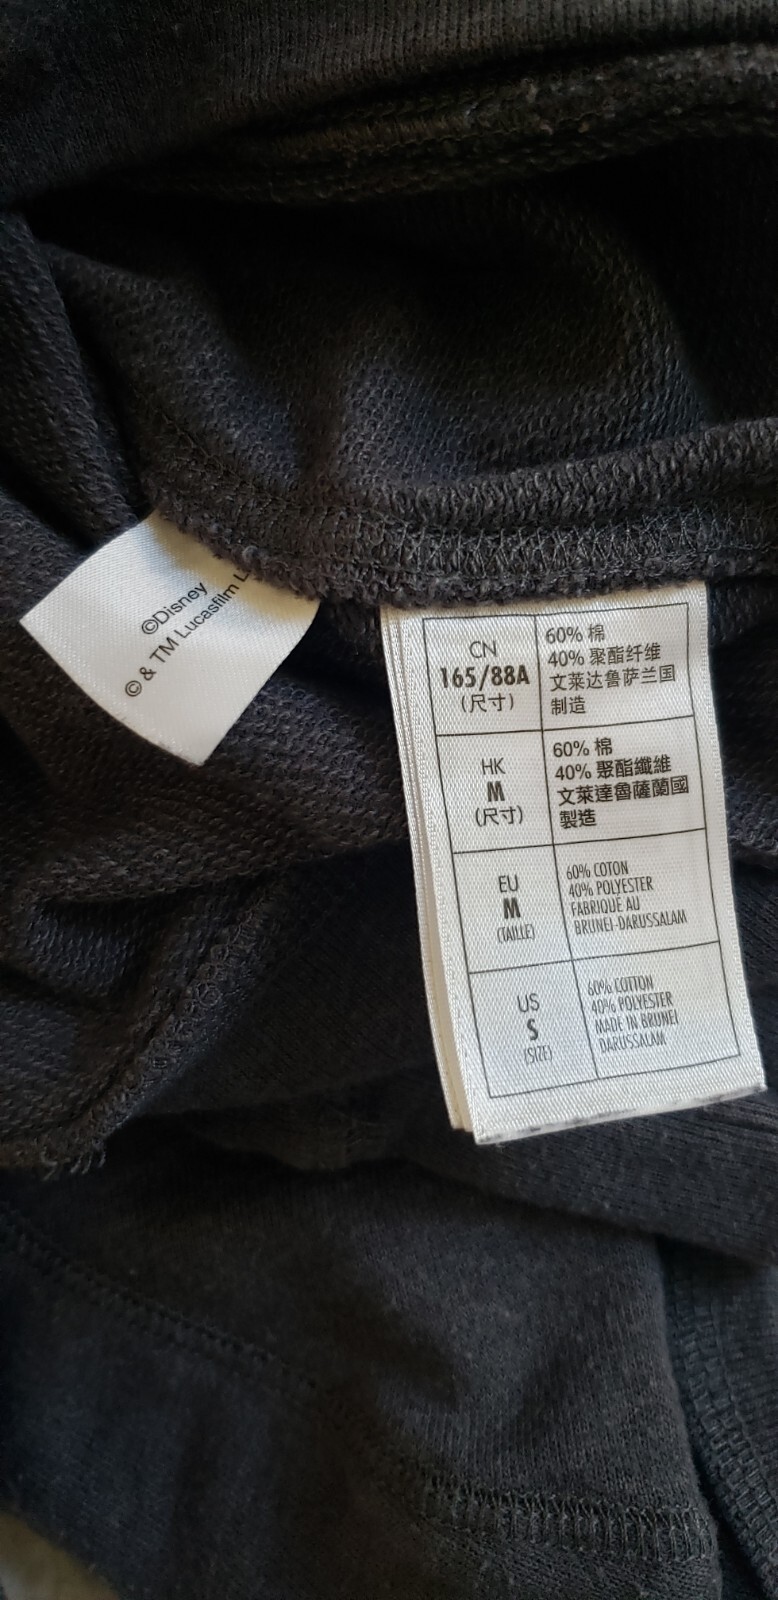 ©Disney
© & TM Lucasfilm
CN
165/88A
(尺寸)
60% 棉
40% 聚酯纤维
文莱达鲁萨兰国
制造
HK
M
(尺寸)
60% 棉
40% 聚酯纖維
文萊達魯薩蘭國
製造
EU
M
(TAILLE)
60% COTON
40% POLYESTER
FABRIQUE AU
BRUNEI-DARUSSALAM
US
S
(SIZE)
60% COTTON
40% POLYESTER
MADE IN BRUNEI
DARUSSALAM